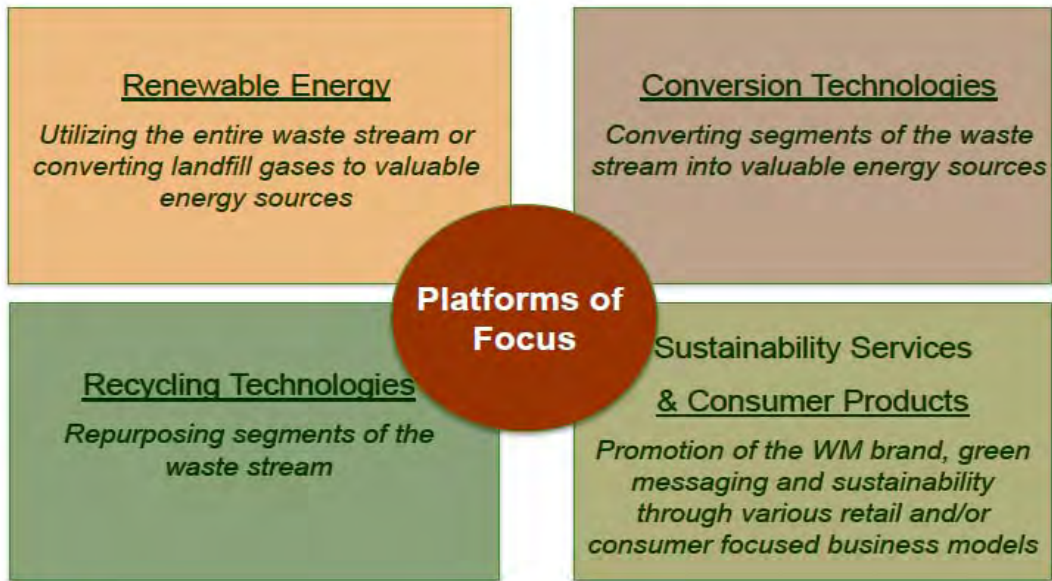 Renewable Energy
Utilizing the entire waste stream or
converting landfill gases to valuable
energy sources
Conversion Technologies
Converting segments of the waste
stream into valuable energy sources
Platforms of
Focus
Recycling Technologies
Repurposing segments of the
waste stream
Sustainability Services
& Consumer Products
Promotion of the WM brand, green
messaging and sustainability
through various retail and/or
consumer focused business models